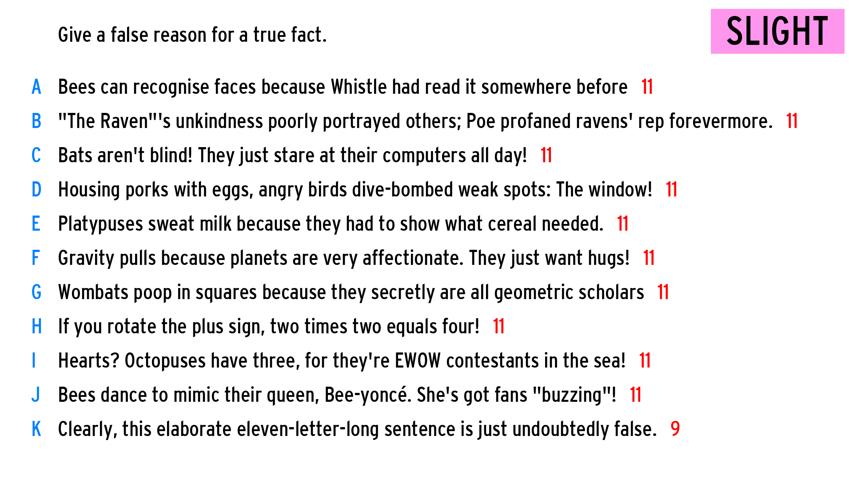 Give a false reason for a true fact.
SLIGHT
A Bees can recognise faces because Whistle had read it somewhere before 11
B "The Raven"'s unkindness poorly portrayed others; Poe profaned ravens' rep forevermore. 11
C Bats aren't blind! They just stare at their computers all day! 11
D Housing porks with eggs, angry birds dive-bombed weak spots: The window! 11
E Platypuses sweat milk because they had to show what cereal needed. 11
F Gravity pulls because planets are very affectionate. They just want hugs! 11
G Wombats poop in squares because they secretly are all geometric scholars 11
H If you rotate the plus sign, two times two equals four! 11
I Hearts? Octopuses have three, for they're EWOW contestants in the sea! 11
J Bees dance to mimic their queen, Bee-yoncé. She's got fans "buzzing"! 11
K Clearly, this elaborate eleven-letter-long sentence is just undoubtedly false. 9